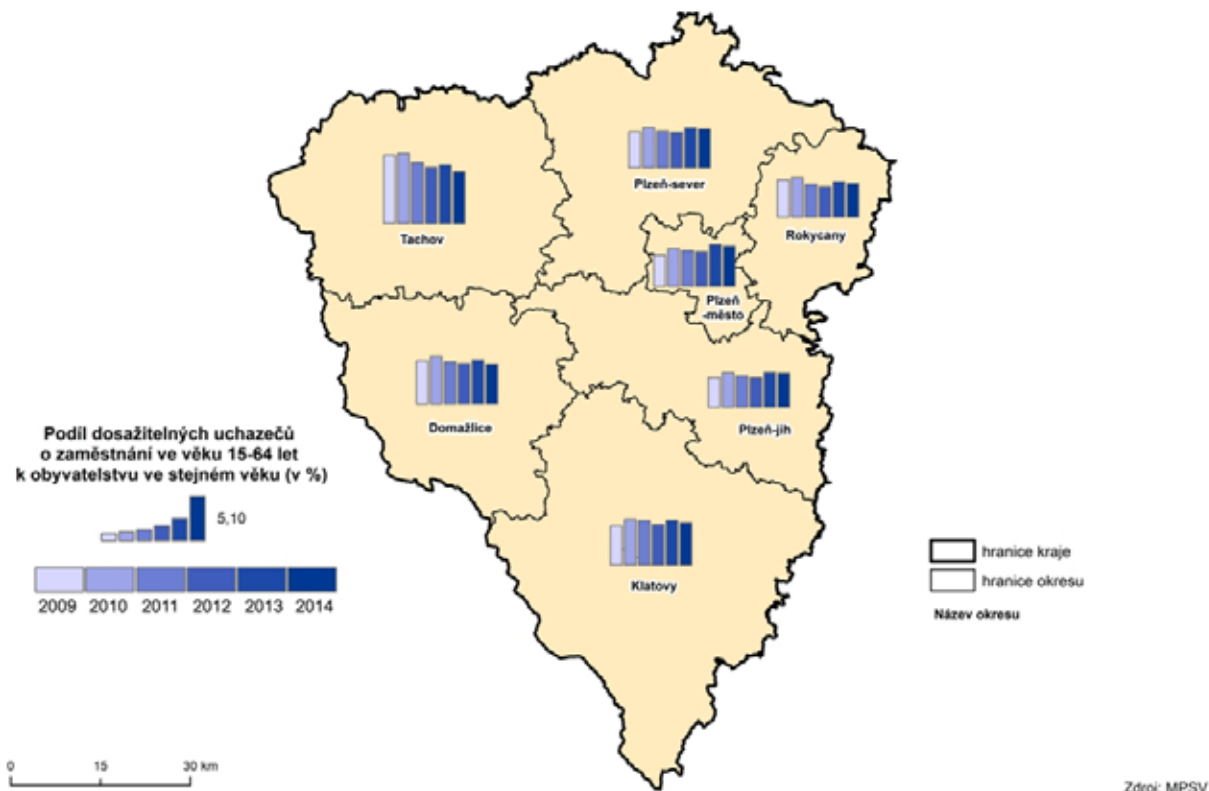 Plzeň-sever
Tachov
Rokycany
Plzeň
-město
Domažlice
Plzeň-jih
Klatovy
Podíl dosažitelných uchazečů
o zaměstnání ve věku 15-64 let
k obyvatelstvu ve stejném věku (v %)
5,10
2009 2010 2011 2012 2013 2014
hranice kraje
hranice okresu
Název okresu
0 15 30 km
Zdroj: MPSV